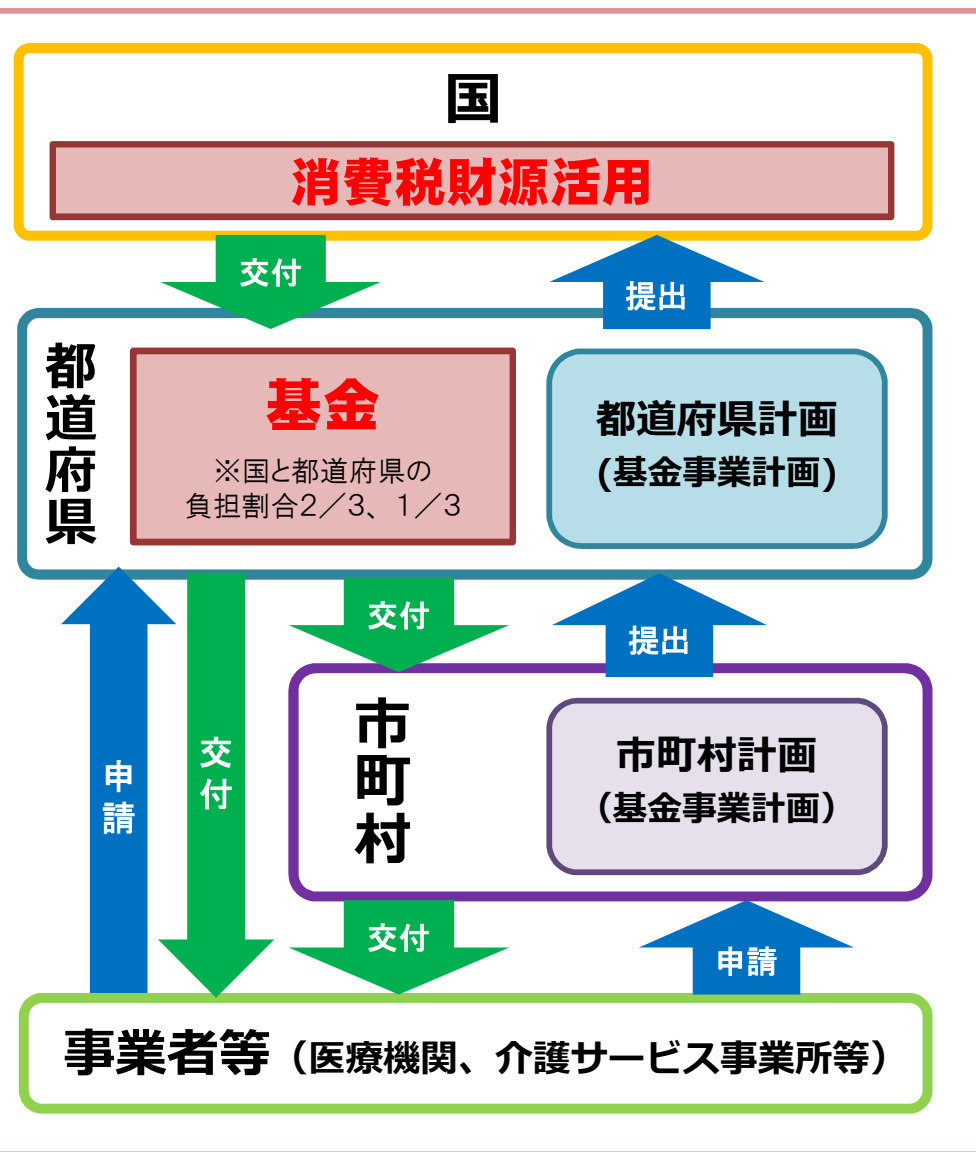 国
消費税財源活用
交付
提出
都道府県
基金
※国と都道府県の
負担割合2／3、1／3
都道府県計画
(基金事業計画)
交付
提出
申請
交付
市町村
市町村計画
（基金事業計画）
交付
申請
事業者等（医療機関、介護サービス事業所等）